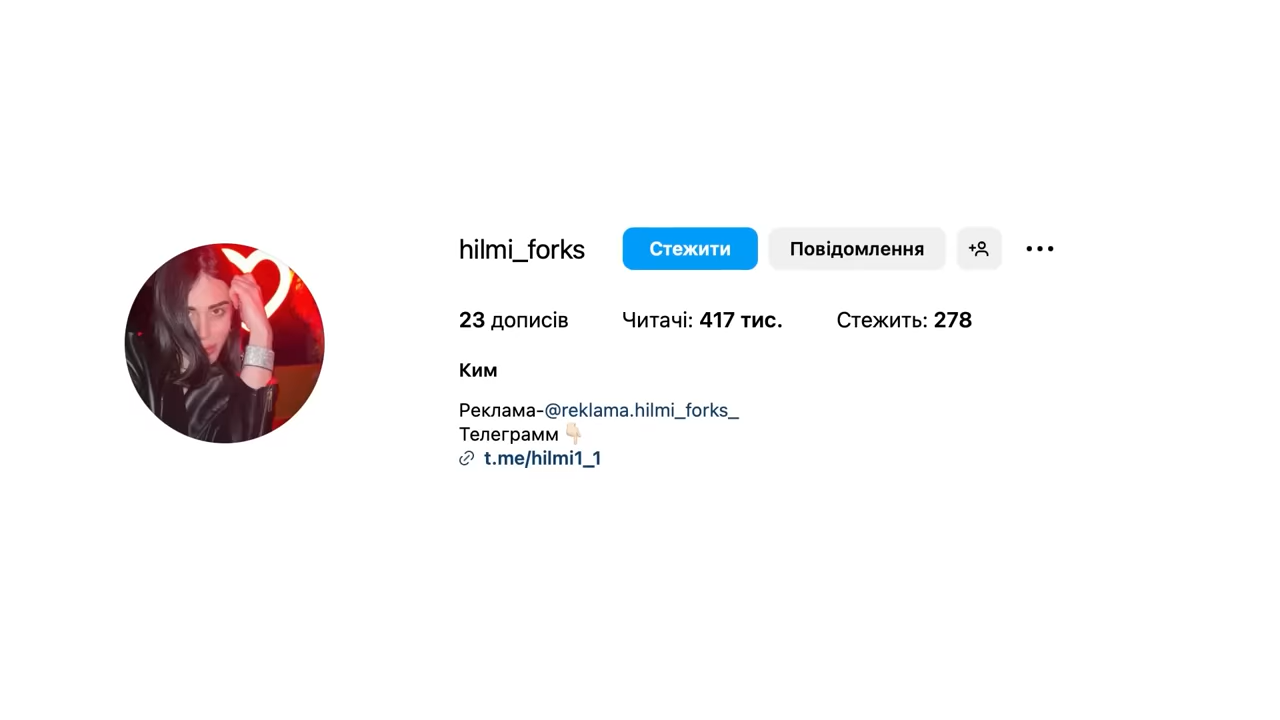 hilmi_forks Стежити Повідомлення
23 дописів Читачі: 417 тис. Стежить: 278
Ким
Реклама-@reklama.hilmi_forks_
Телеграмм 👇🏻
t.me/hilmi1_1